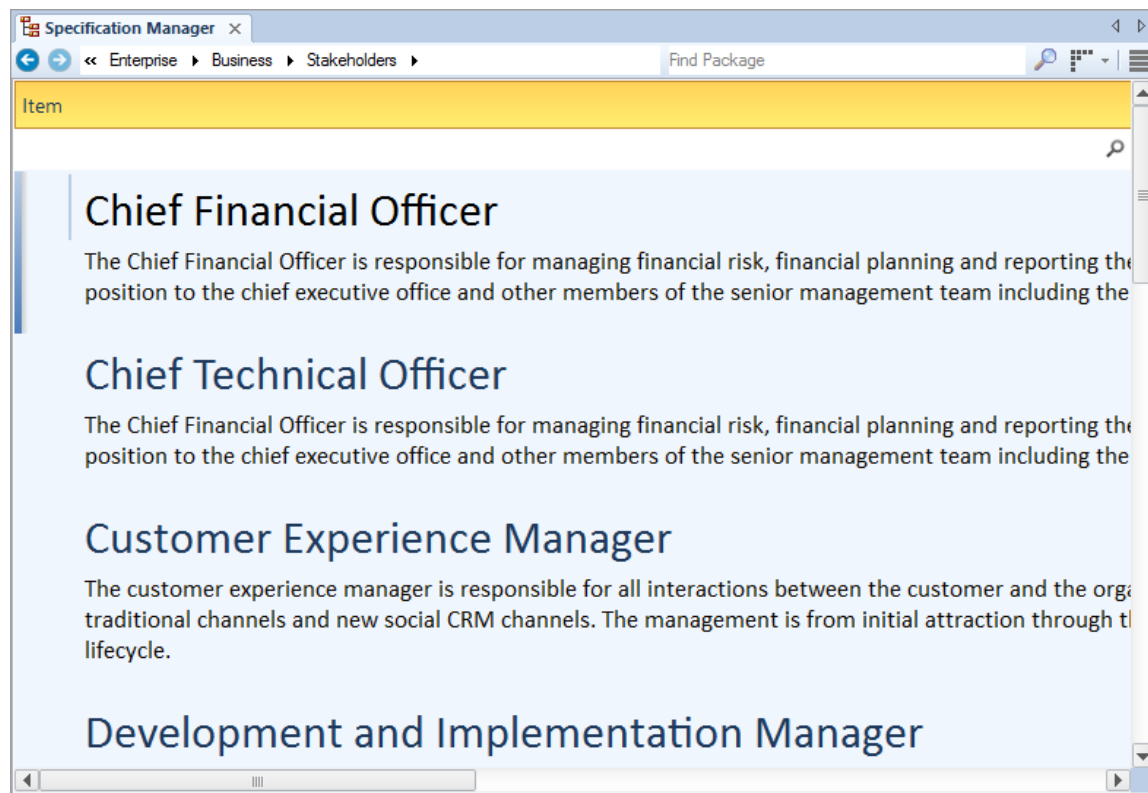 Specification Manager
« Enterprise Business Stakeholders Find Package
Item
Chief Financial Officer
The Chief Financial Officer is responsible for managing financial risk, financial planning and reporting the
position to the chief executive office and other members of the senior management team including the
Chief Technical Officer
The Chief Financial Officer is responsible for managing financial risk, financial planning and reporting the
position to the chief executive office and other members of the senior management team including the
Customer Experience Manager
The customer experience manager is responsible for all interactions between the customer and the
traditional channels and new social CRM channels. The management is from initial attraction through
lifecycle.
Development and Implementation Manager